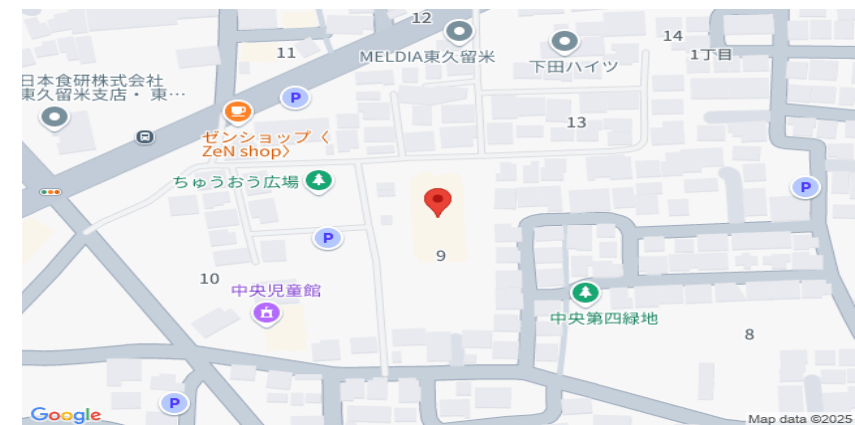 12
11
MELDIA東久留米
14
1丁目
下田ハイツ
日本食研株式会社
東久留米支店・東…
P
ゼンショップ〈
ZeN shop〉
13
ちゅうおう広場
P
P
9
10
中央児童館
中央第四緑地
8
P
Google
Map data ©2025